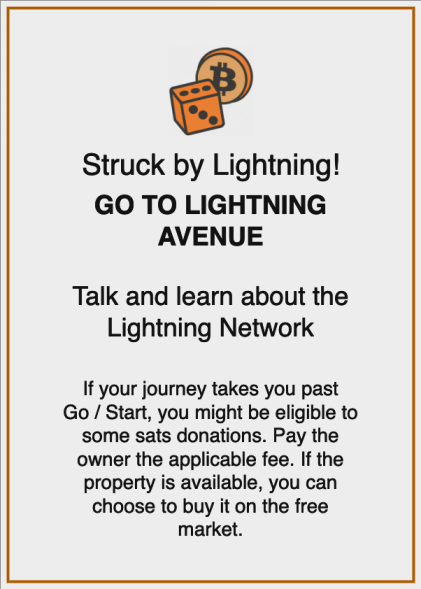 Struck by Lightning!
GO TO LIGHTNING
AVENUE
Talk and learn about the
Lightning Network
If your journey takes you past
Go / Start, you might be eligible to
some sats donations. Pay the
owner the applicable fee. If the
property is available, you can
choose to buy it on the free
market.